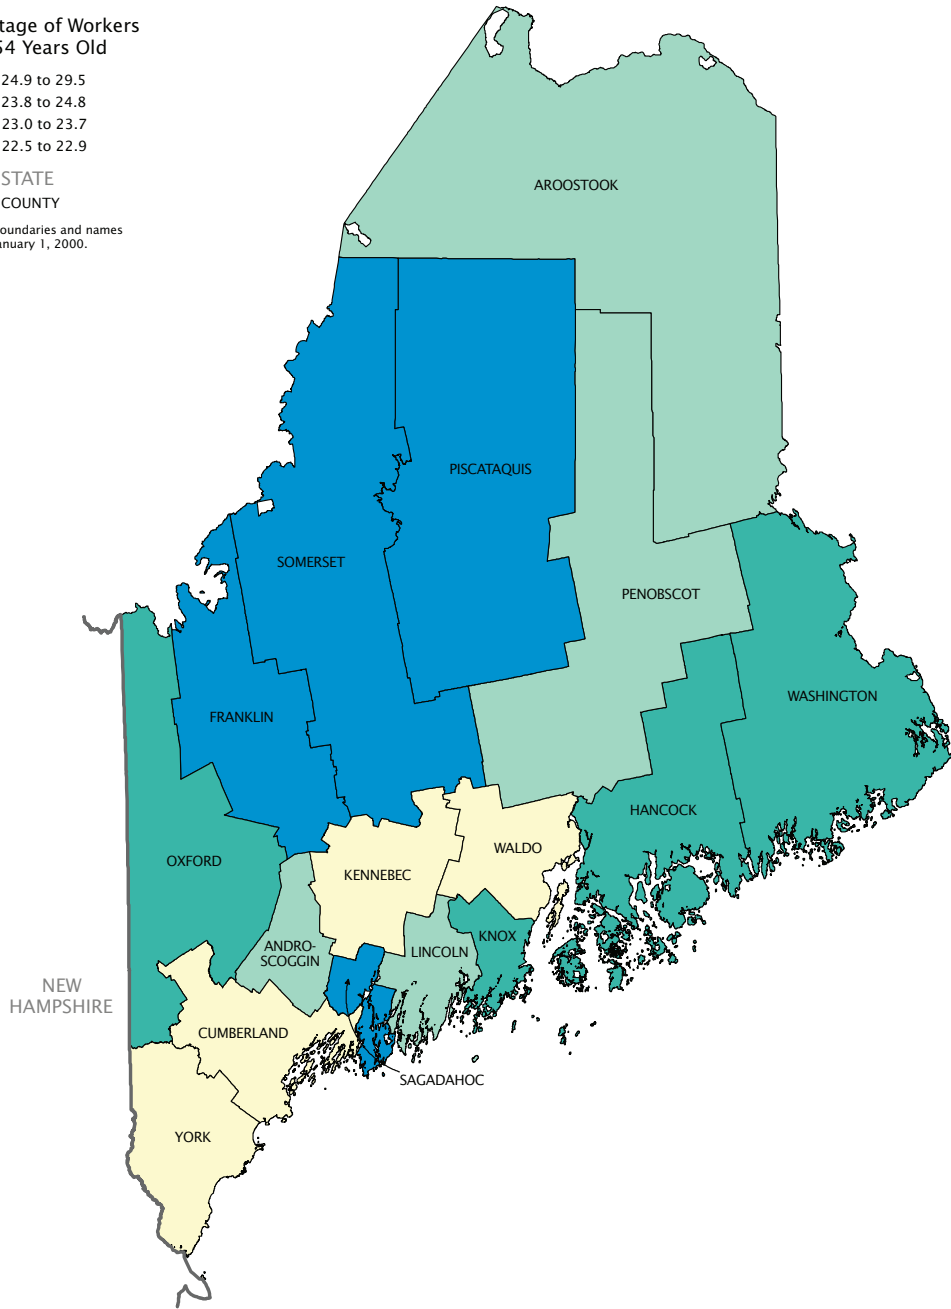 tage of Workers
54 Years Old
24.9 to 29.5
23.8 to 24.8
23.0 to 23.7
22.5 to 22.9
STATE
COUNTY
oundaries and names
anuary 1, 2000.
AROOSTOOK
PISCATAQUIS
SOMERSET
PENOBSCOT
WASHINGTON
FRANKLIN
HANCOCK
OXFORD
WALDO
KENNEBEC
KNOX
ANDRO-
SCOGGIN
LINCOLN
NEW
HAMPSHIRE
CUMBERLAND
SAGADAHOC
YORK